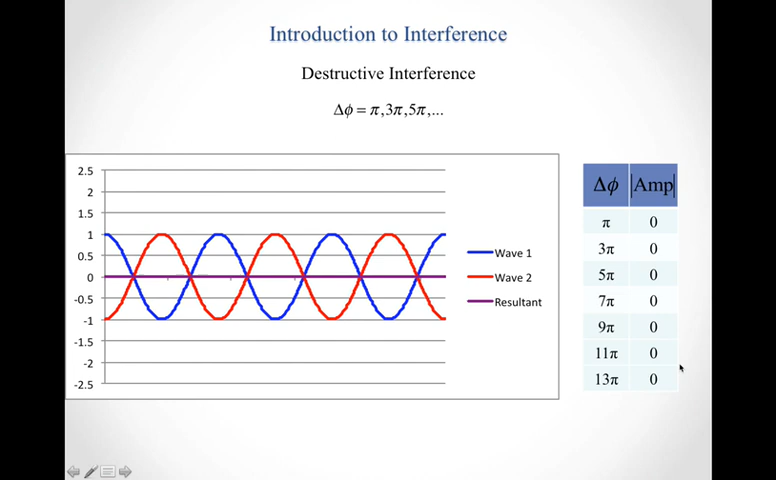 Introduction to Interference
Destructive Interference
Δϕ = π,3π,5π,...
2.5
2
1.5
1
0.5
0
-0.5
-1
-1.5
-2
-2.5
Wave 1
Wave 2
Resultant
Δϕ |Amp|
π 0
3π 0
5π 0
7π 0
9π 0
11π 0
13π 0